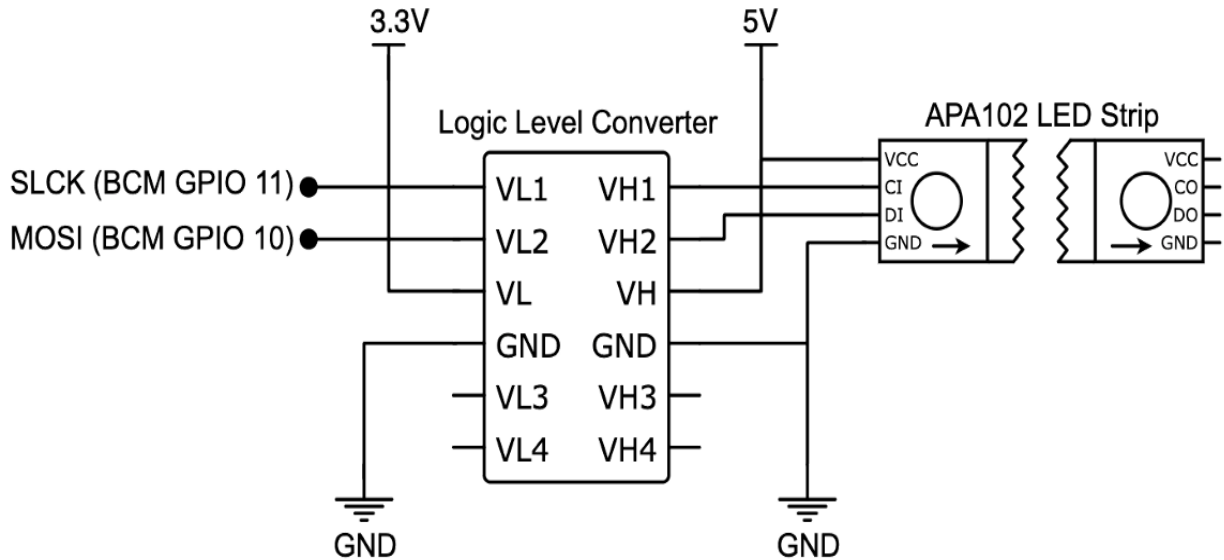 3.3V
5V
Logic Level Converter
APA102 LED Strip
SLCK (BCM GPIO 11)
MOSI (BCM GPIO 10)
VL1 VH1
VL2 VH2
VL VH
GND GND
VL3 VH3
VL4 VH4
VCC
CI
DI
GND
VCC
CO
DO
GND
GND
GND